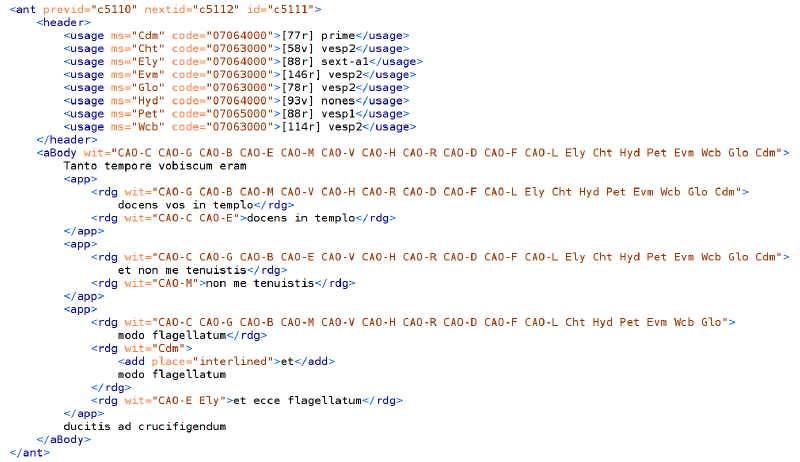 <ant previd="c5110" nextid="c5112" id="c5111">
<header>
<usage ms="Cdm" code="07064000">[77r] prime</usage>
<usage ms="Cht" code="07063000">[58v] vesp2</usage>
<usage ms="Ely" code="07064000">[88r] sext-a1</usage>
<usage ms="Evm" code="07063000">[146r] vesp2</usage>
<usage ms="Glo" code="07063000">[78r] vesp2</usage>
<usage ms="Hyd" code="07064000">[93v] nones</usage>
<usage ms="Pet" code="07065000">[88r] vesp1</usage>
<usage ms="Wcb" code="07063000">[114r] vesp2</usage>
</header>
<aBody wit="CAO-C CAO-G CAO-B CAO-E CAO-M CAO-V CAO-H CAO-R CAO-D CAO-F CAO-L Ely Cht Hyd Pet Evm Wcb Glo Cdm">
Tanto tempore vobiscum eram
<app>
<rdg wit="CAO-G CAO-B CAO-M CAO-V CAO-H CAO-R CAO-D CAO-F CAO-L Ely Cht Hyd Pet Evm Wcb Glo Cdm">
docens vos in templo</rdg>
<rdg wit="CAO-C CAO-E">docens in templo</rdg>
</app>
<app>
<rdg wit="CAO-C CAO-G CAO-B CAO-E CAO-V CAO-H CAO-R CAO-D CAO-F CAO-L Ely Cht Hyd Pet Evm Wcb Glo Cdm">
et non me tenuistis</rdg>
<rdg wit="CAO-M">non me tenuistis</rdg>
</app>
<app>
<rdg wit="CAO-C CAO-G CAO-B CAO-M CAO-V CAO-H CAO-R CAO-D CAO-F CAO-L Cht Hyd Pet Evm Wcb Glo">
modo flagellatum</rdg>
<rdg wit="Cdm">
<add place="interlined">et</add>
modo flagellatum
</rdg>
<rdg wit="CAO-E Ely">et ecce flagellatum</rdg>
</app>
ducitis ad crucifigendum
</aBody>
</ant>